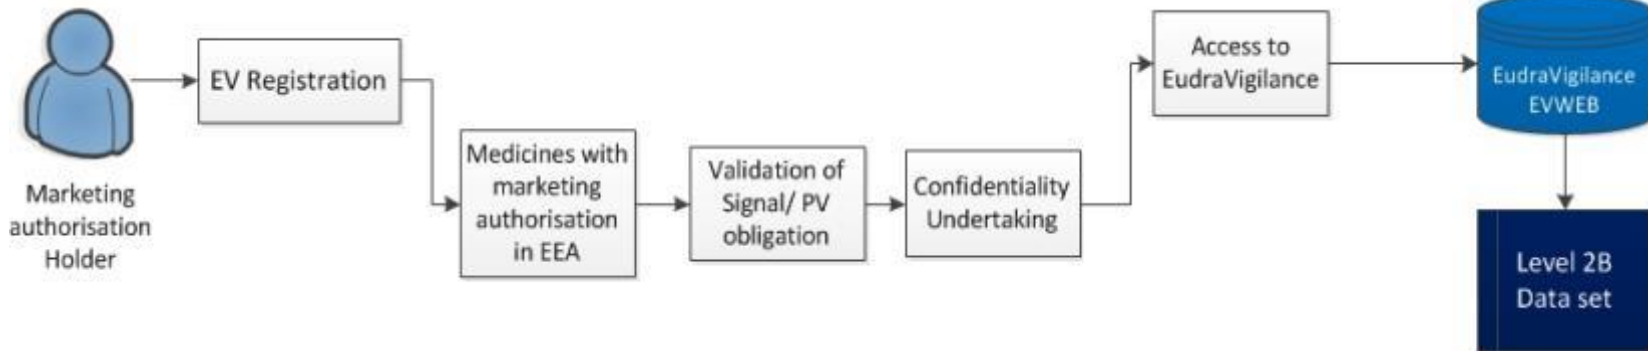 Marketing
authorisation
Holder
EV Registration
Medicines with
marketing
authorisation
in EEA
Validation of
Signal/ PV
obligation
Confidentiality
Undertaking
Access to
EudraVigilance
EudraVigilance
EVWEB
Level 2B
Data set